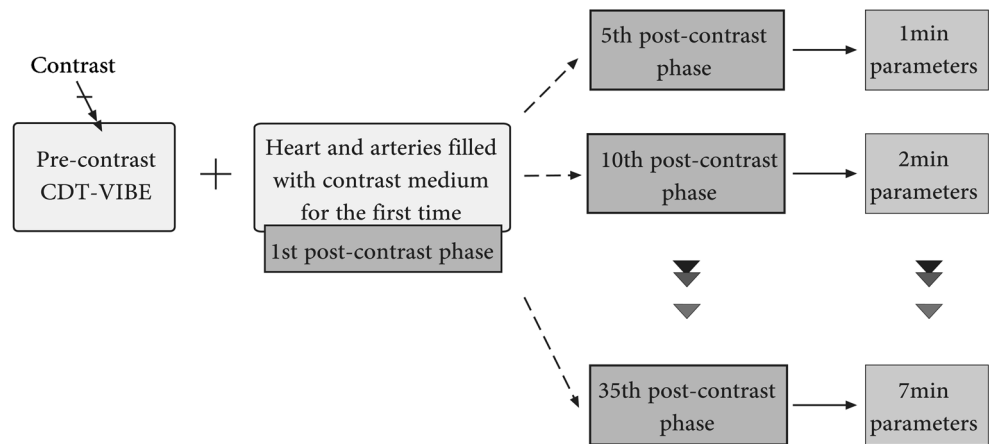 Contrast
Pre-contrast
CDT-VIBE
+
Heart and arteries filled
with contrast medium
for the first time
1st post-contrast phase
5th post-contrast
phase
1min
parameters
10th post-contrast
phase
2min
parameters
35th post-contrast
phase
7min
parameters